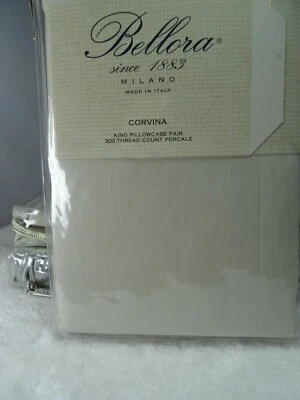 Bellora®
since 1883
MILANO
MADE IN ITALY
CORVINA
KING PILLOWCASE PAIR
300 THREAD COUNT PERCALE